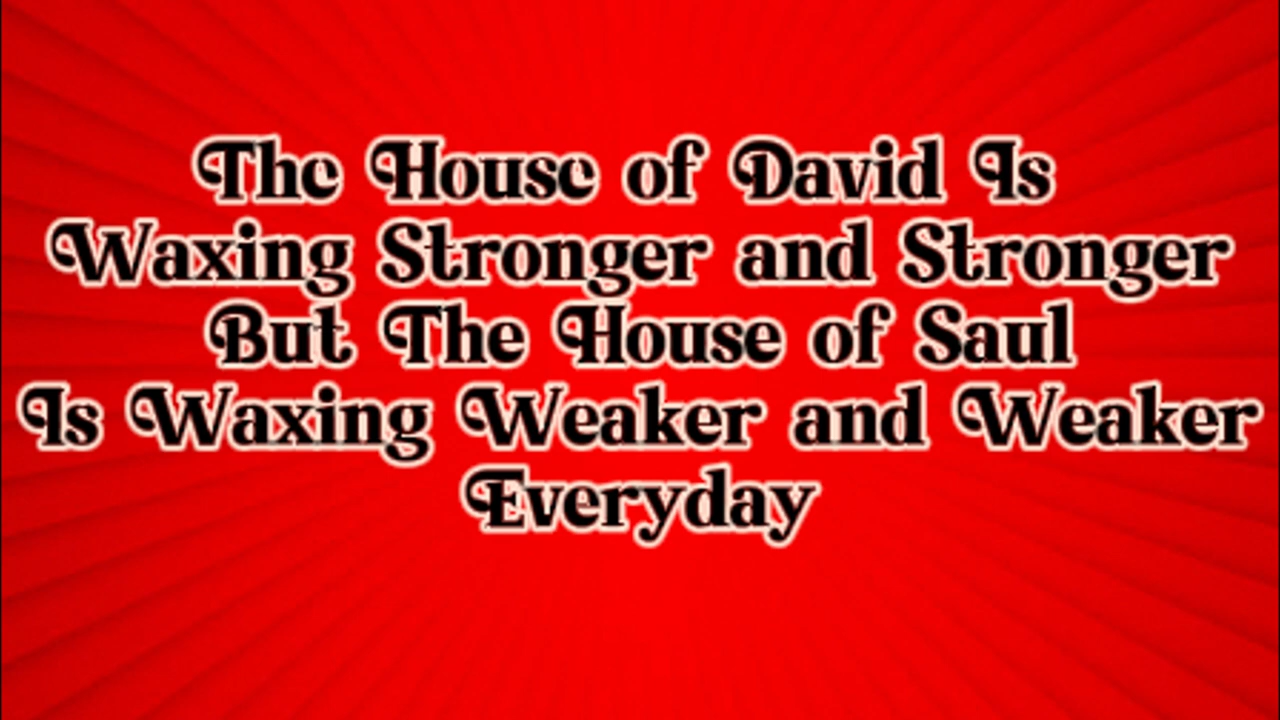 The House of David Is
Waxing Stronger and Stronger
But The House of Saul
Is Waxing Weaker and Weaker
Everyday